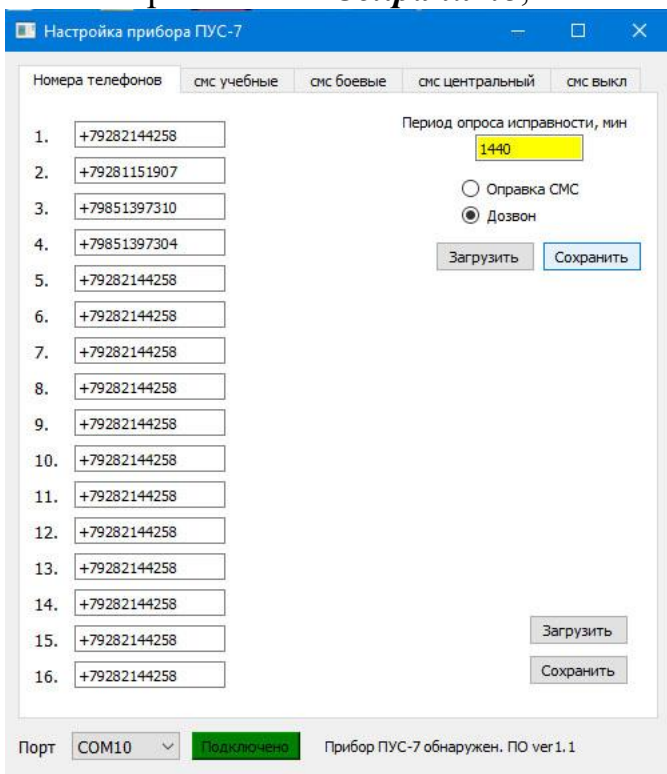 Сохранить,
Настройка прибора ПУС-7
Номера телефонов смс учебные смс боевые смс центральный смс выкл
Период опроса исправности, мин
1440
Оправка СМС
Дозвон
Загрузить Сохранить
1. +79282144258
2. +79281151907
3. +79851397310
4. +79851397304
5. +79282144258
6. +79282144258
7. +79282144258
8. +79282144258
9. +79282144258
10. +79282144258
11. +79282144258
12. +79282144258
13. +79282144258
14. +79282144258
15. +79282144258
16. +79282144258
Загрузить
Сохранить
Порт COM10 Подключено Прибор ПУС-7 обнаружен. ПО ver1.1